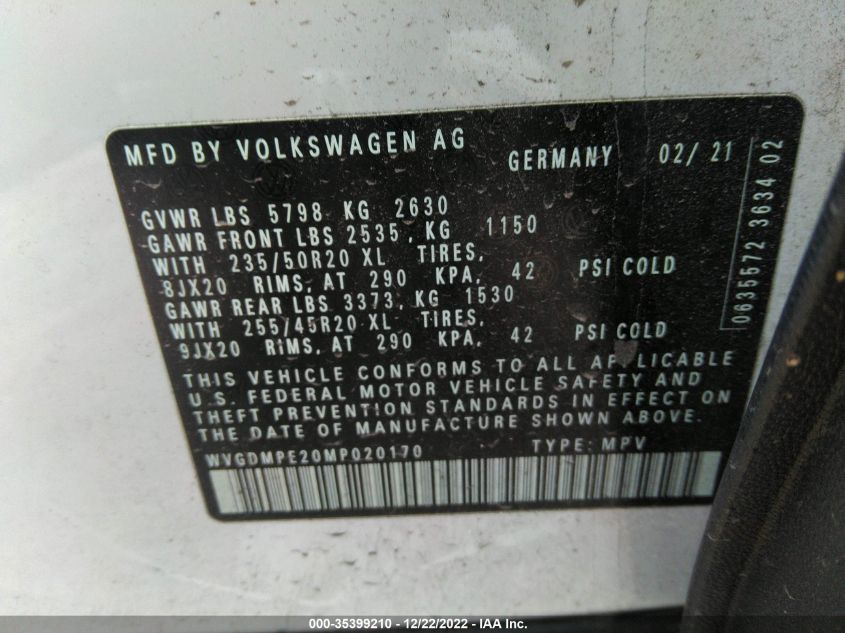 MFD BY VOLKSWAGEN AG
GERMANY 02/ 21
GVWR LBS 5798 KG 2630
GAWR FRONT LBS 2535, KG 1150
WITH 235/50R20 XL TIRES,
8JX20 RIMS, AT 290 KPA, 42 PSI COLD
GAWR REAR LBS 3373, KG 1530
WITH 255/45R20 XL TIRES,
9JX20 RIMS, AT 290 KPA, 42 PSI COLD
THIS VEHICLE CONFORMS TO ALL AP LICABLE
U.S. FEDERAL MOTOR VEHICLE SAFETY AND
THEFT PREVENTION STANDARDS IN EFFECT ON
THE DATE OF MANUFACTURE SHOWN ABOVE.
WVGDMPE20MP020170 TYPE: MPV
0635572 3634 02
000-35399210 - 12/22/2022 - IAA Inc.